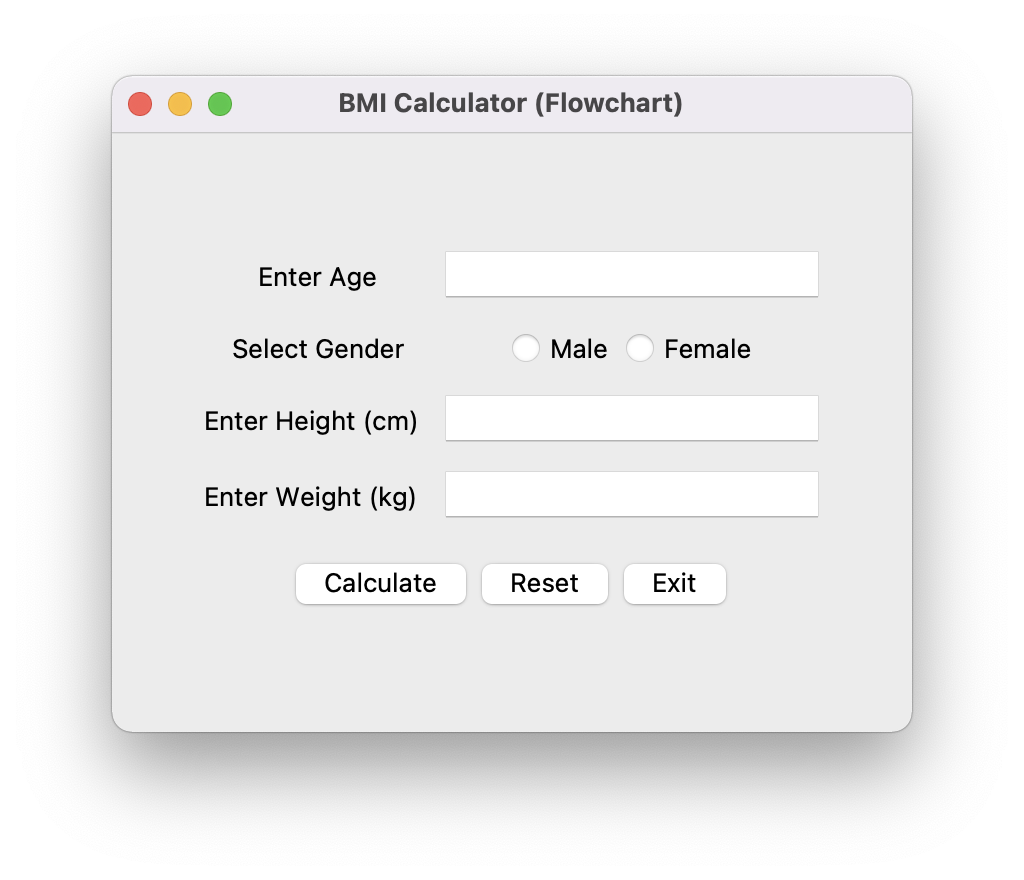 BMI Calculator (Flowchart)
Enter Age
Select Gender Male Female
Enter Height (cm)
Enter Weight (kg)
Calculate Reset Exit